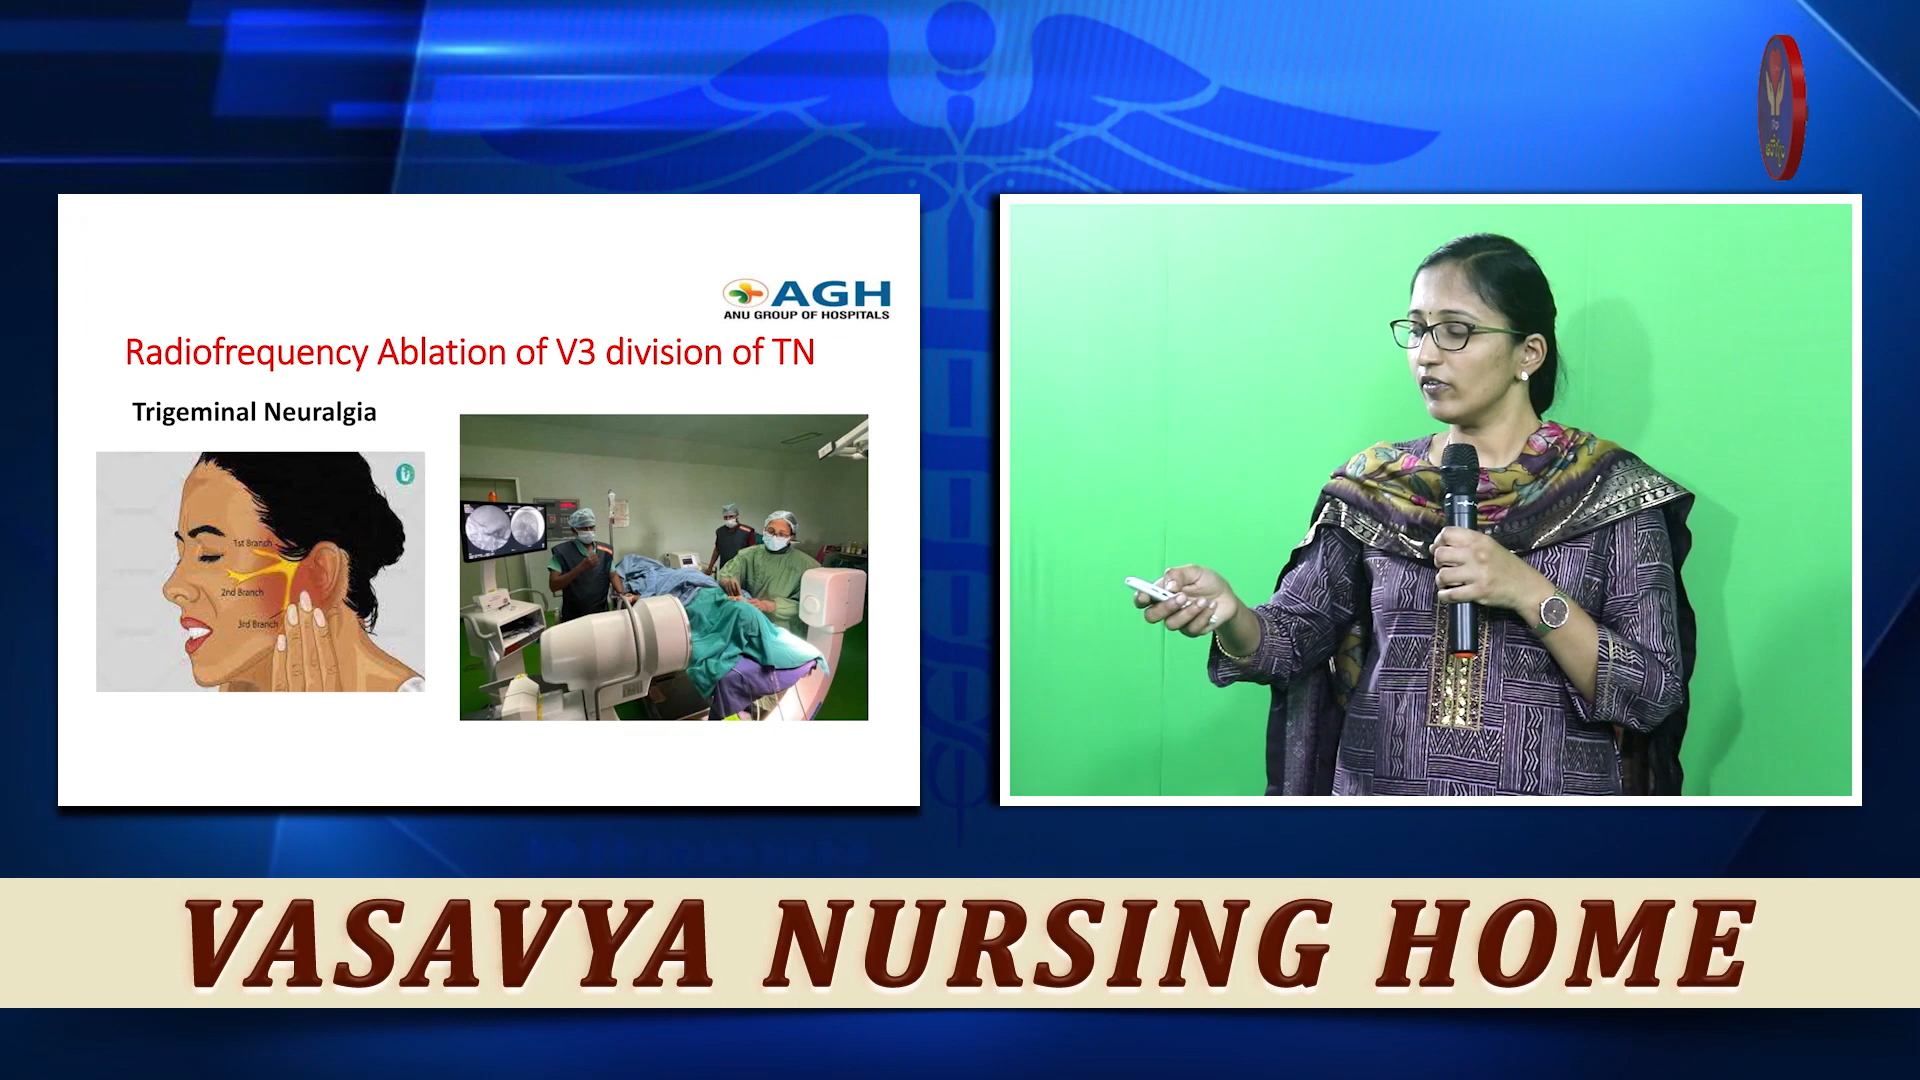 AGH
ANU GROUP OF HOSPITALS
Radiofrequency Ablation of V3 division of TN
Trigeminal Neuralgia
1st Branch
2nd Branch
3rd Branch
VASAVYA NURSING HOME